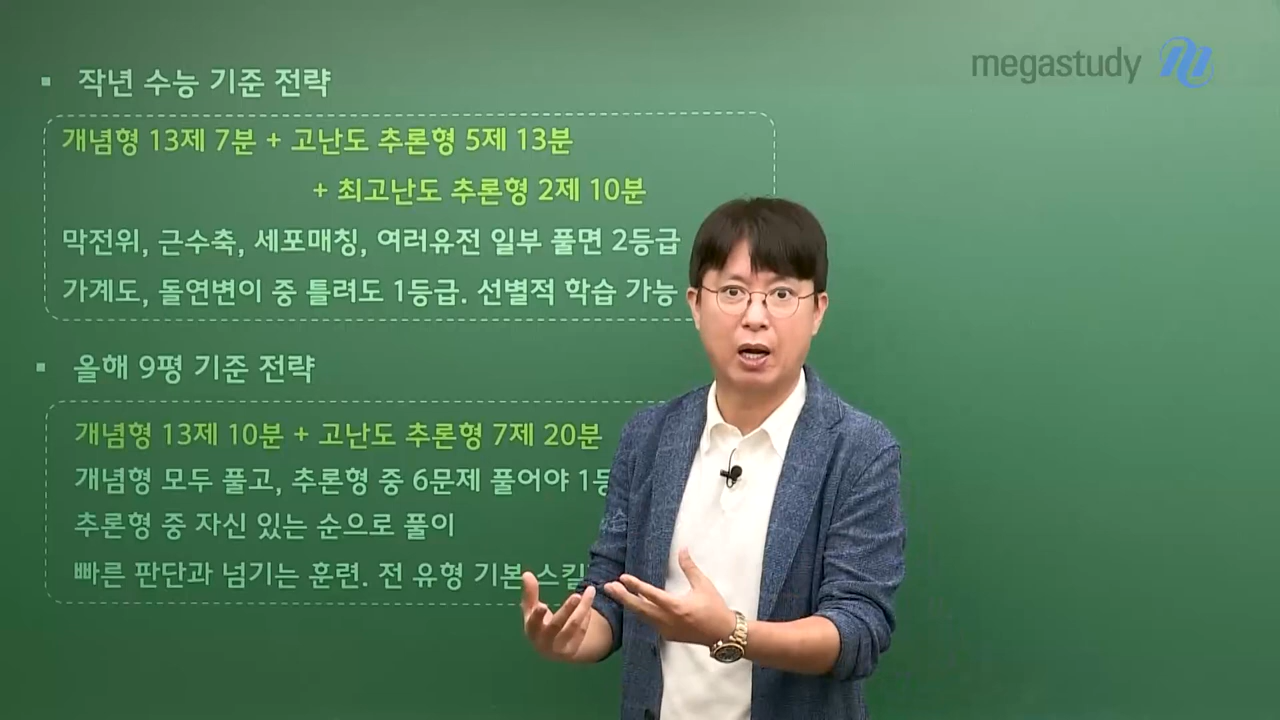 megastudy
▪ 작년 수능 기준 전략
개념형 13제 7분 + 고난도 추론형 5제 13분
+ 최고난도 추론형 2제 10분
막전위, 근수축, 세포매칭, 여러유전 일부 풀면 2등급
가계도, 돌연변이 중 틀려도 1등급. 선별적 학습 가능
▪ 올해 9평 기준 전략
개념형 13제 10분 + 고난도 추론형 7제 20분
개념형 모두 풀고, 추론형 중 6문제 풀어야
추론형 중 자신 있는 순으로 풀이
빠른 판단과 넘기는 훈련. 전 유형 기본 스킬